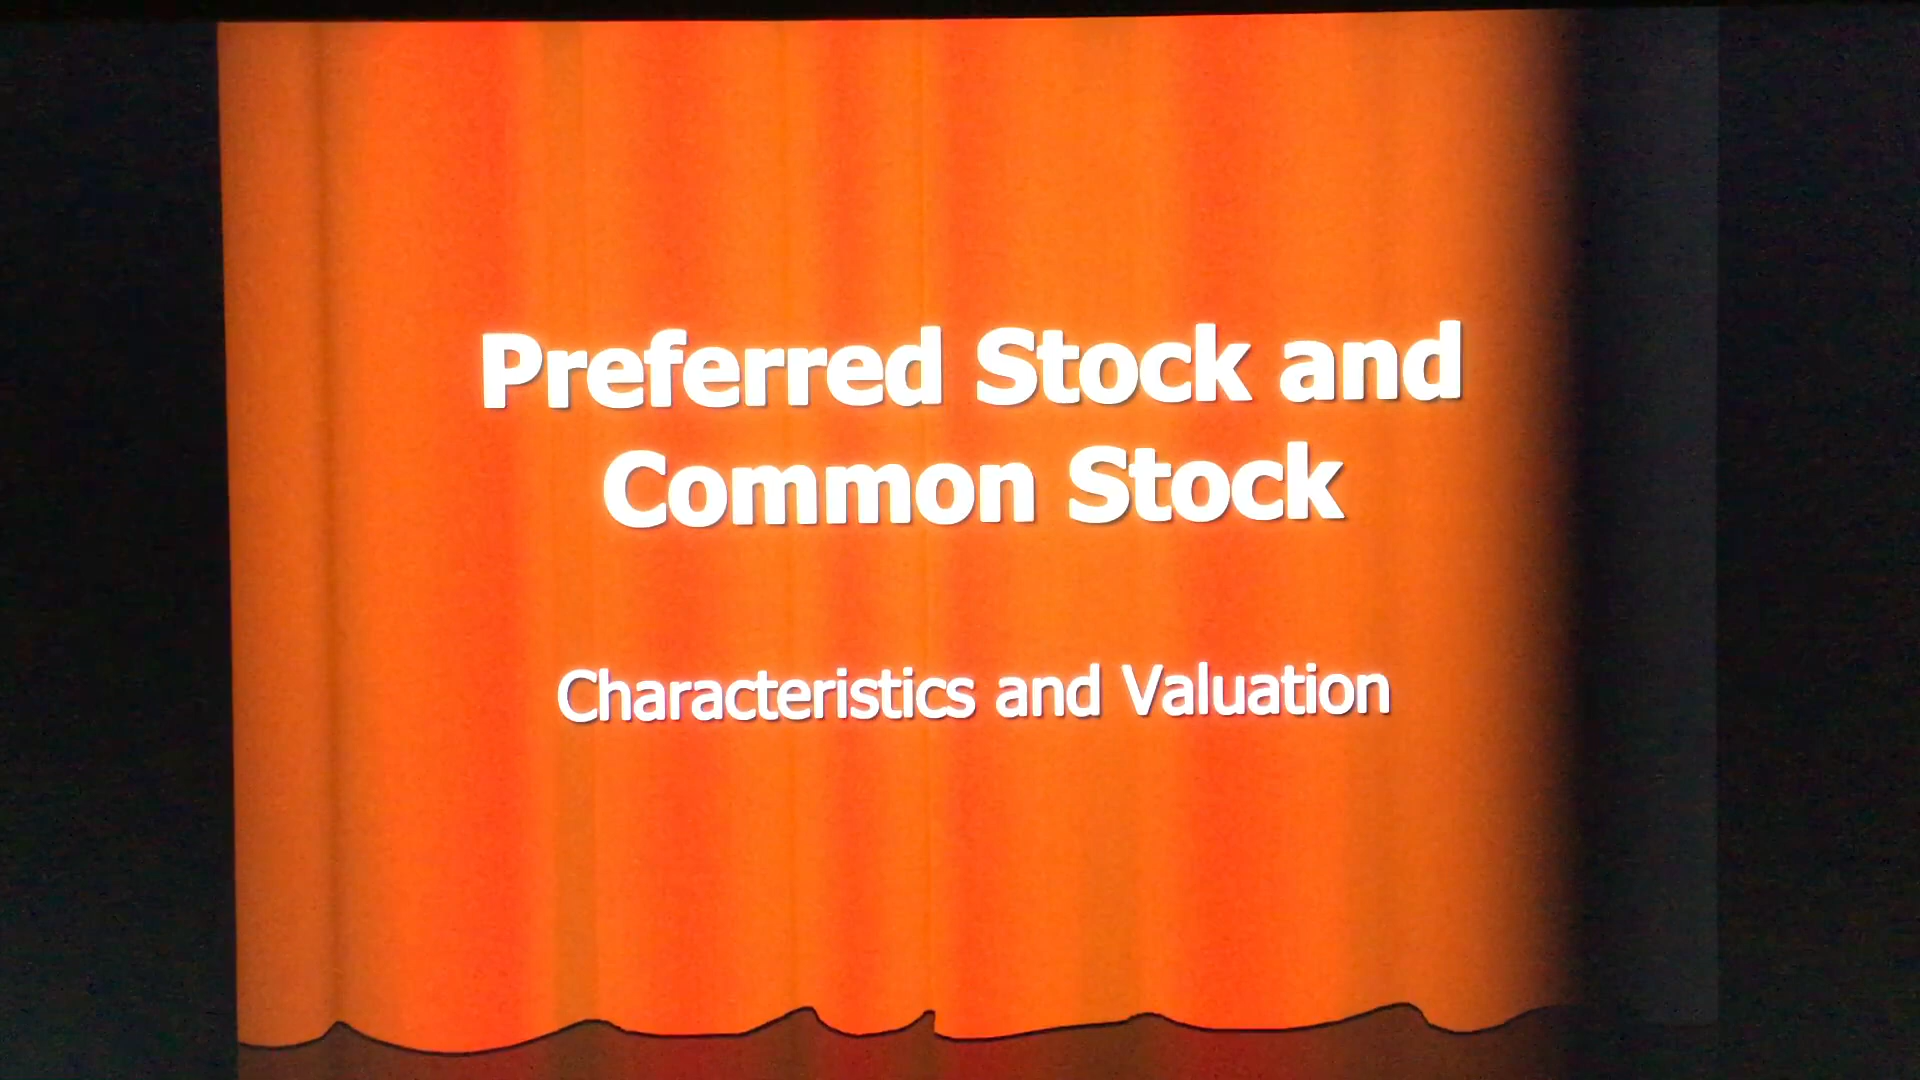 Preferred Stock and
Common Stock
Characteristics and Valuation